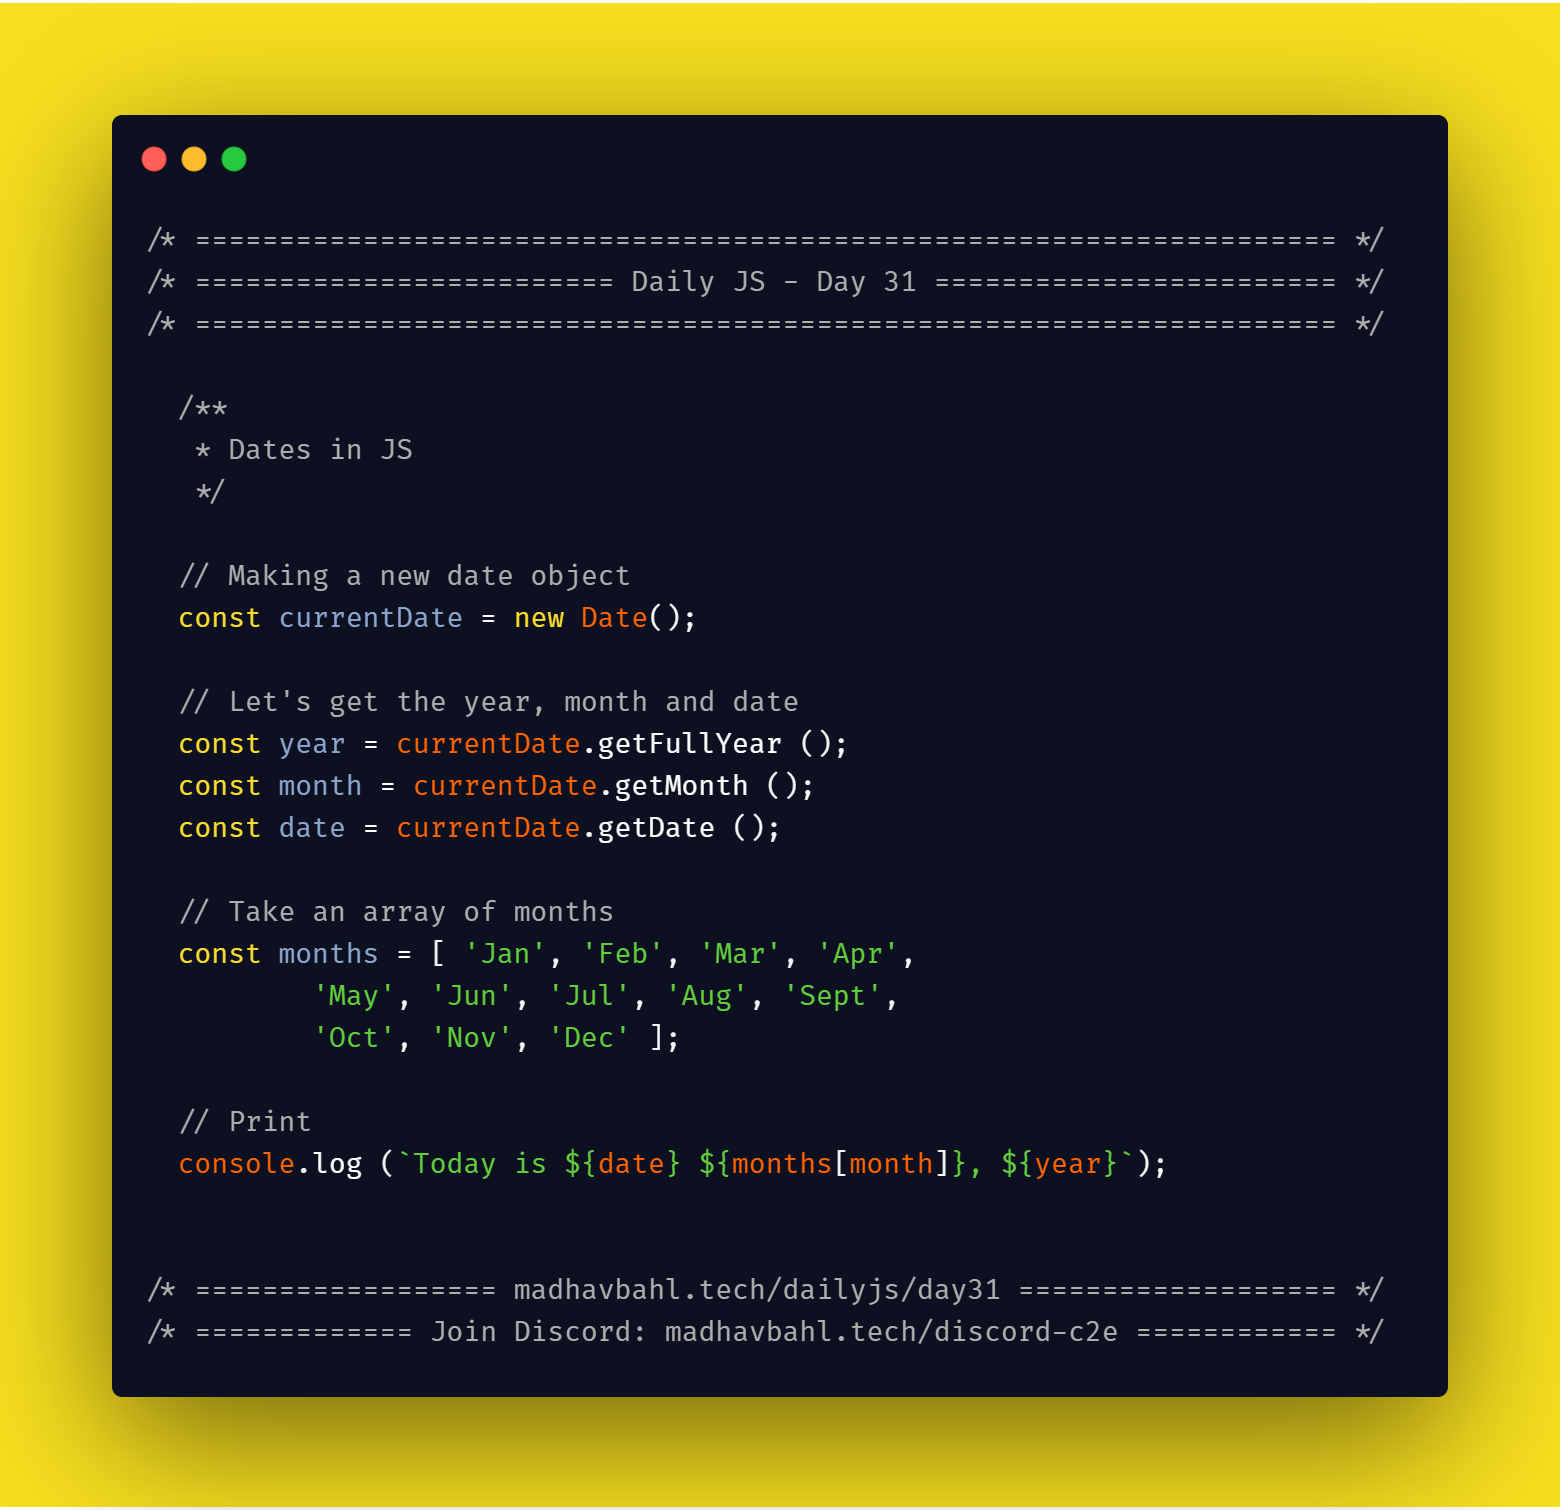 /* ==================================================================== */
/* ========================= Daily JS - Day 31 ======================== */
/* ==================================================================== */
/**
* Dates in JS
*/
// Making a new date object
const currentDate = new Date();
// Let's get the year, month and date
const year = currentDate.getFullYear ();
const month = currentDate.getMonth ();
const date = currentDate.getDate ();
// Take an array of months
const months = [ 'Jan', 'Feb', 'Mar', 'Apr',
'May', 'Jun', 'Jul', 'Aug', 'Sept',
'Oct', 'Nov', 'Dec' ];
// Print
console.log (`Today is ${date} ${months[month]}, ${year}`);
/* ================== madhavbahl.tech/dailyjs/day31 =================== */
/* ============= Join Discord: madhavbahl.tech/discord-c2e ============ */